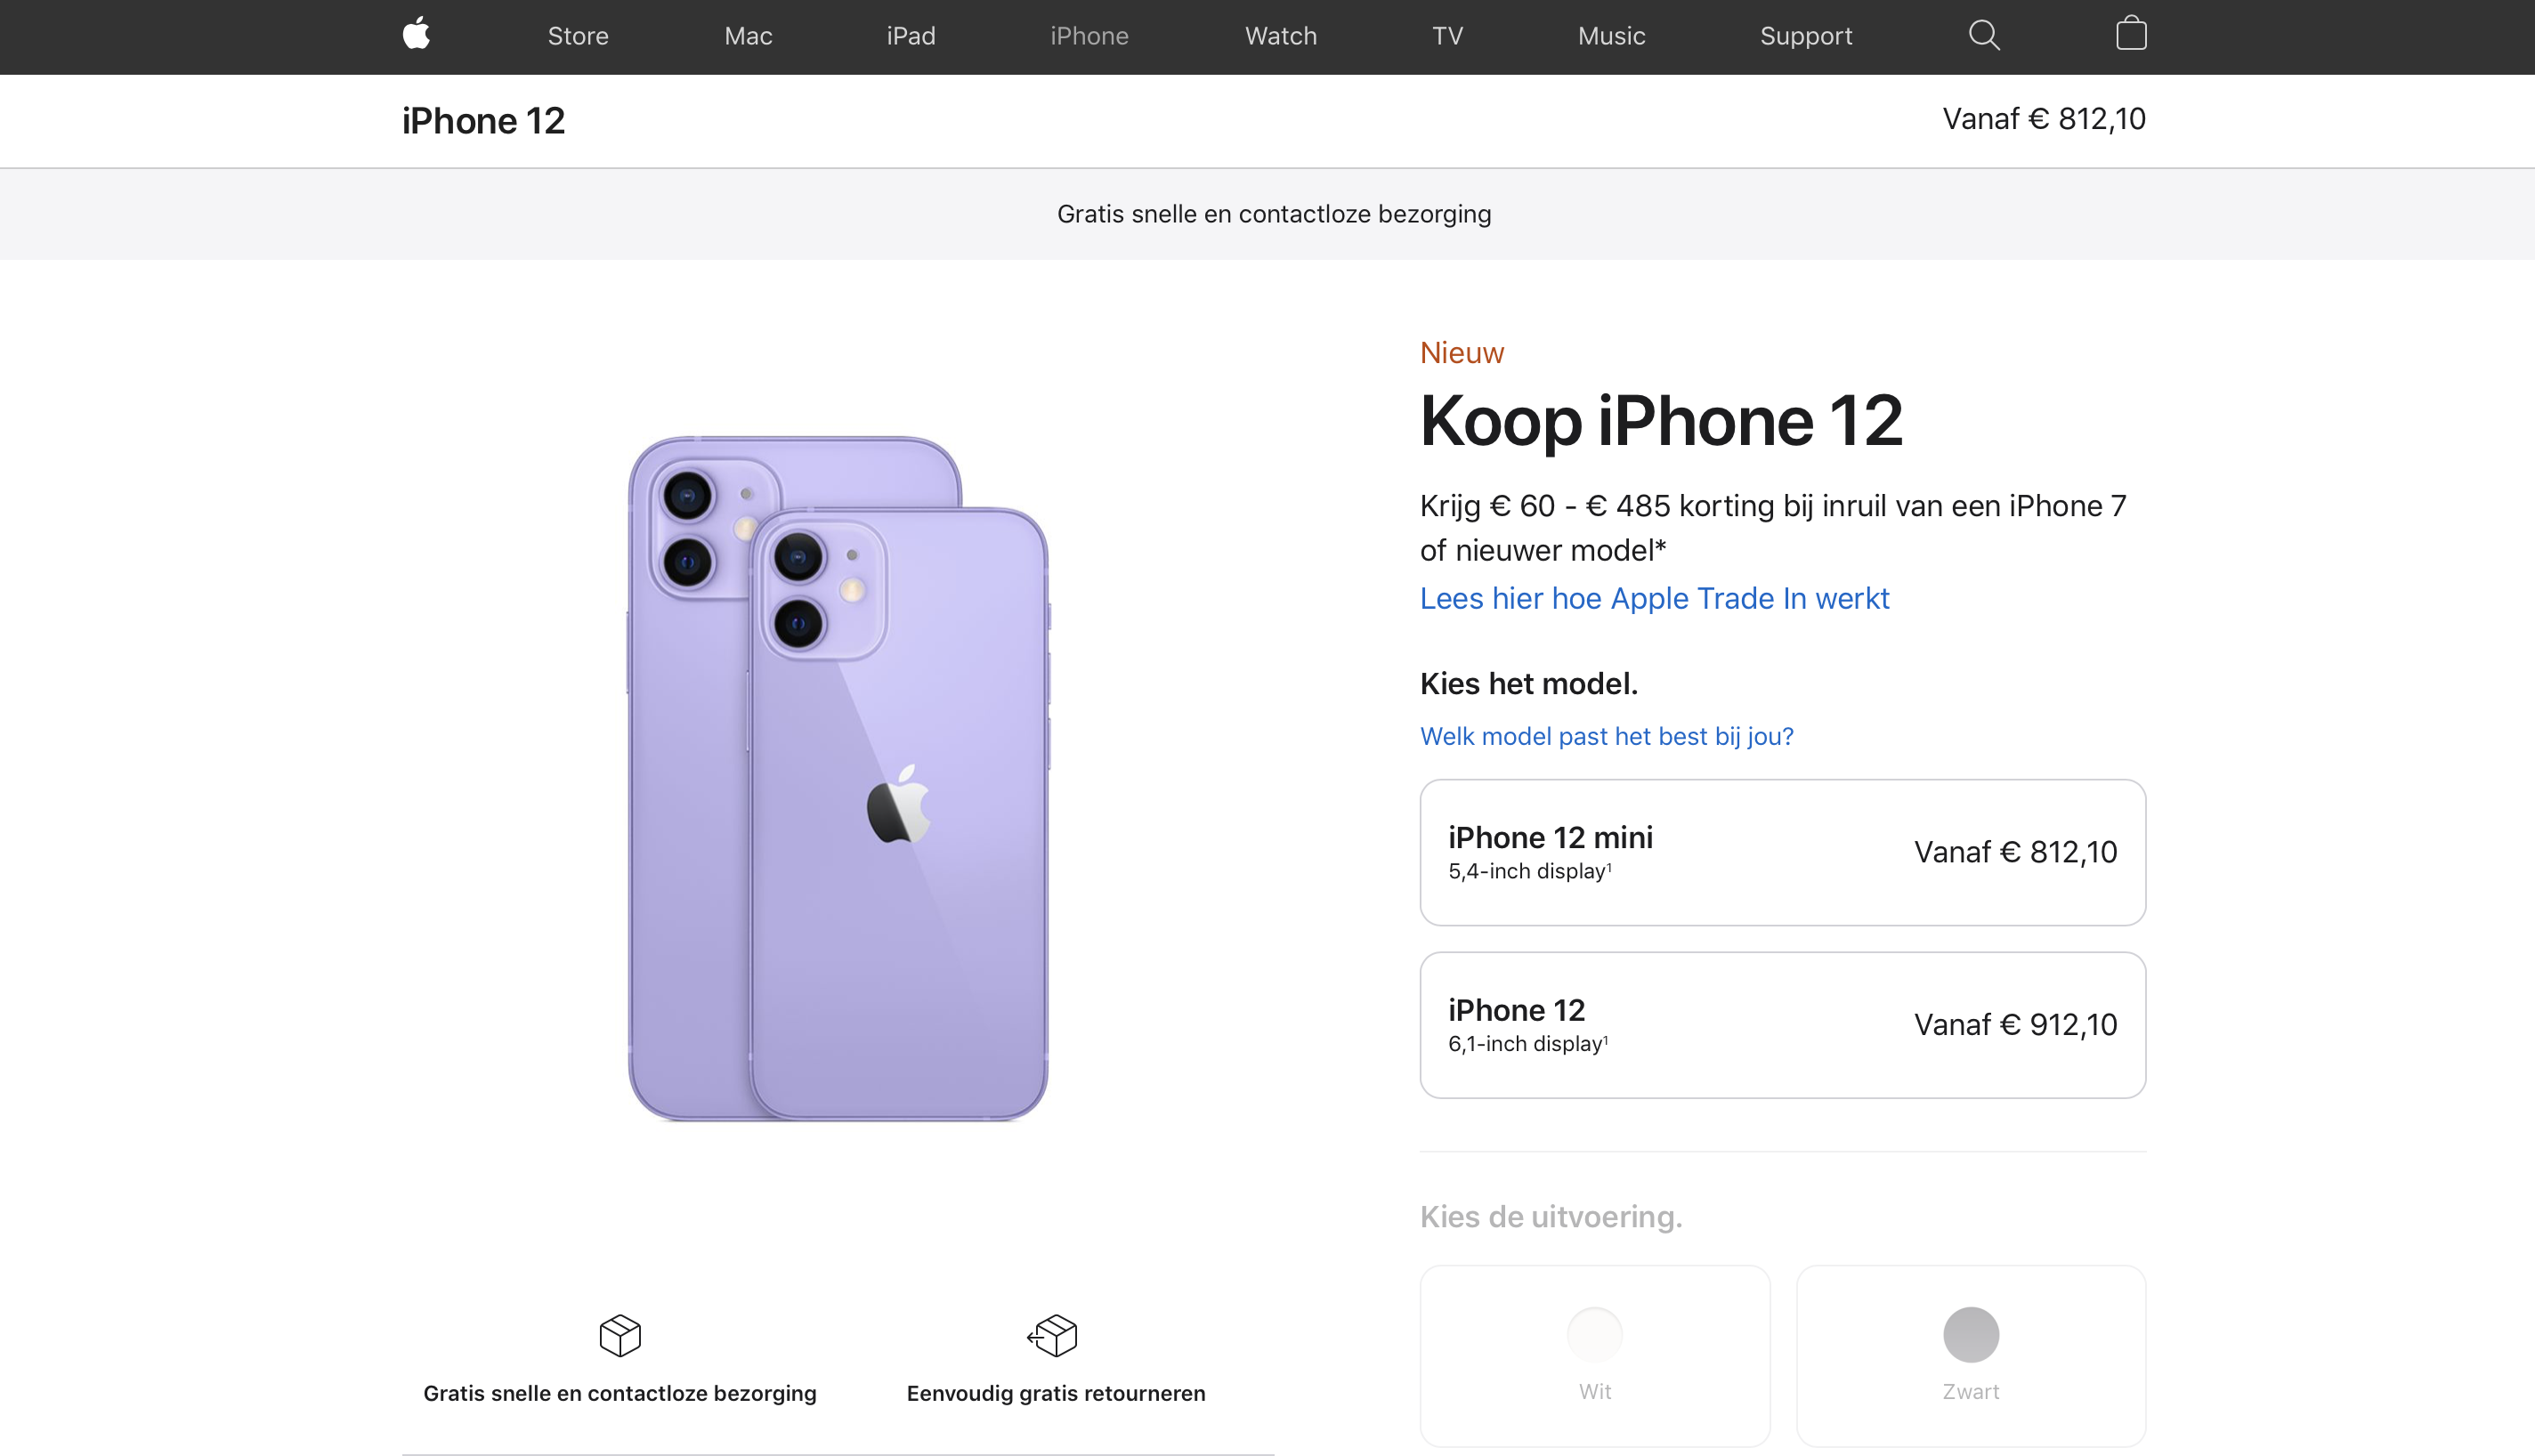 Store
Mac
iPad
iPhone
Watch
TV
Music
Support
iPhone 12
Vanaf € 812,10
Gratis snelle en contactloze bezorging
Nieuw
Koop iPhone 12
Krijg € 60 - € 485 korting bij inruil van een iPhone 7
of nieuwer model*
Lees hier hoe Apple Trade In werkt
Kies het model.
Welk model past het best bij jou?
iPhone 12 mini
5,4-inch display¹
Vanaf € 812,10
iPhone 12
6,1-inch display¹
Vanaf € 912,10
Kies de uitvoering.
Wit
Zwart
Gratis snelle en contactloze bezorging
Eenvoudig gratis retourneren